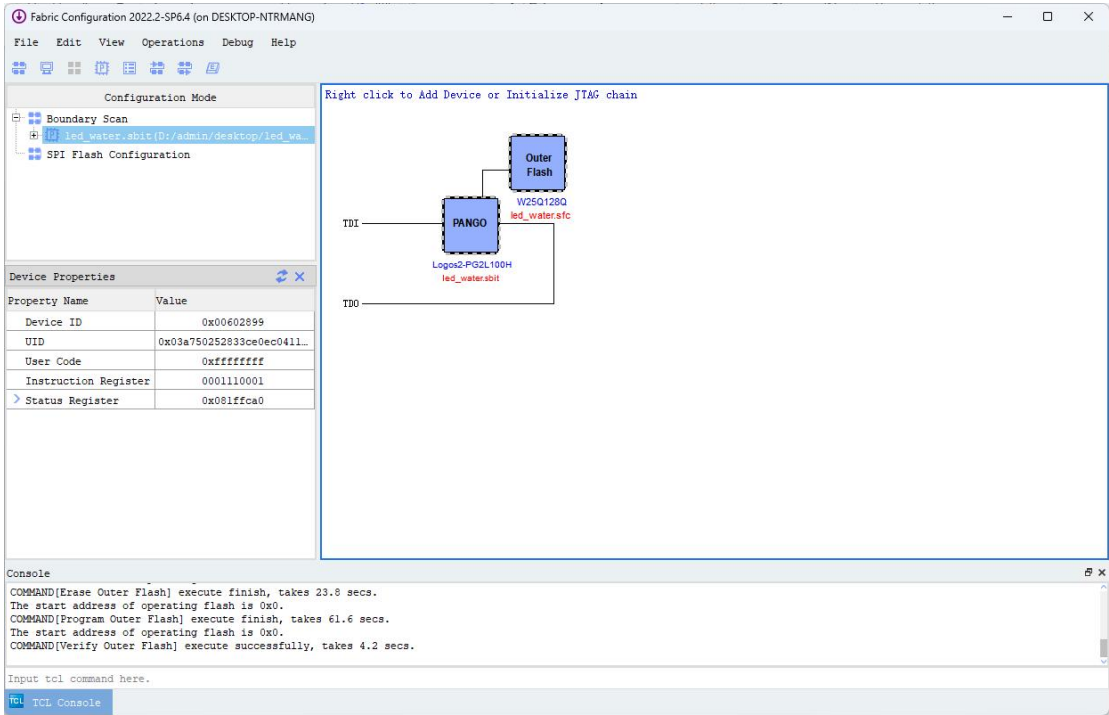 Fabric Configuration 2022.2-SP6.4 (on DESKTOP-NTRMANG)
File Edit View Operations Debug Help
Configuration Mode
Boundary Scan
led_water.sbit(D:/admin/desktop/led_wa...
SPI Flash Configuration
Device Properties
Property Name Value
Device ID 0x00602899
UID 0x03a750252833ce0ec0411...
User Code 0xffffffff
Instruction Register 0001110001
Status Register 0x081ffca0
Right click to Add Device or Initialize JTAG chain
Outer
Flash
W25Q128Q
led_water.sfc
TDI
PANGO
Logos2-PG2L100H
led_water.sbit
TDO
Console
COMMAND[Erase Outer Flash] execute finish, takes 23.8 secs.
The start address of operating flash is 0x0.
COMMAND[Program Outer Flash] execute finish, takes 61.6 secs.
The start address of operating flash is 0x0.
COMMAND[Verify Outer Flash] execute successfully, takes 4.2 secs.
Input tcl command here.
TCL TCL Console